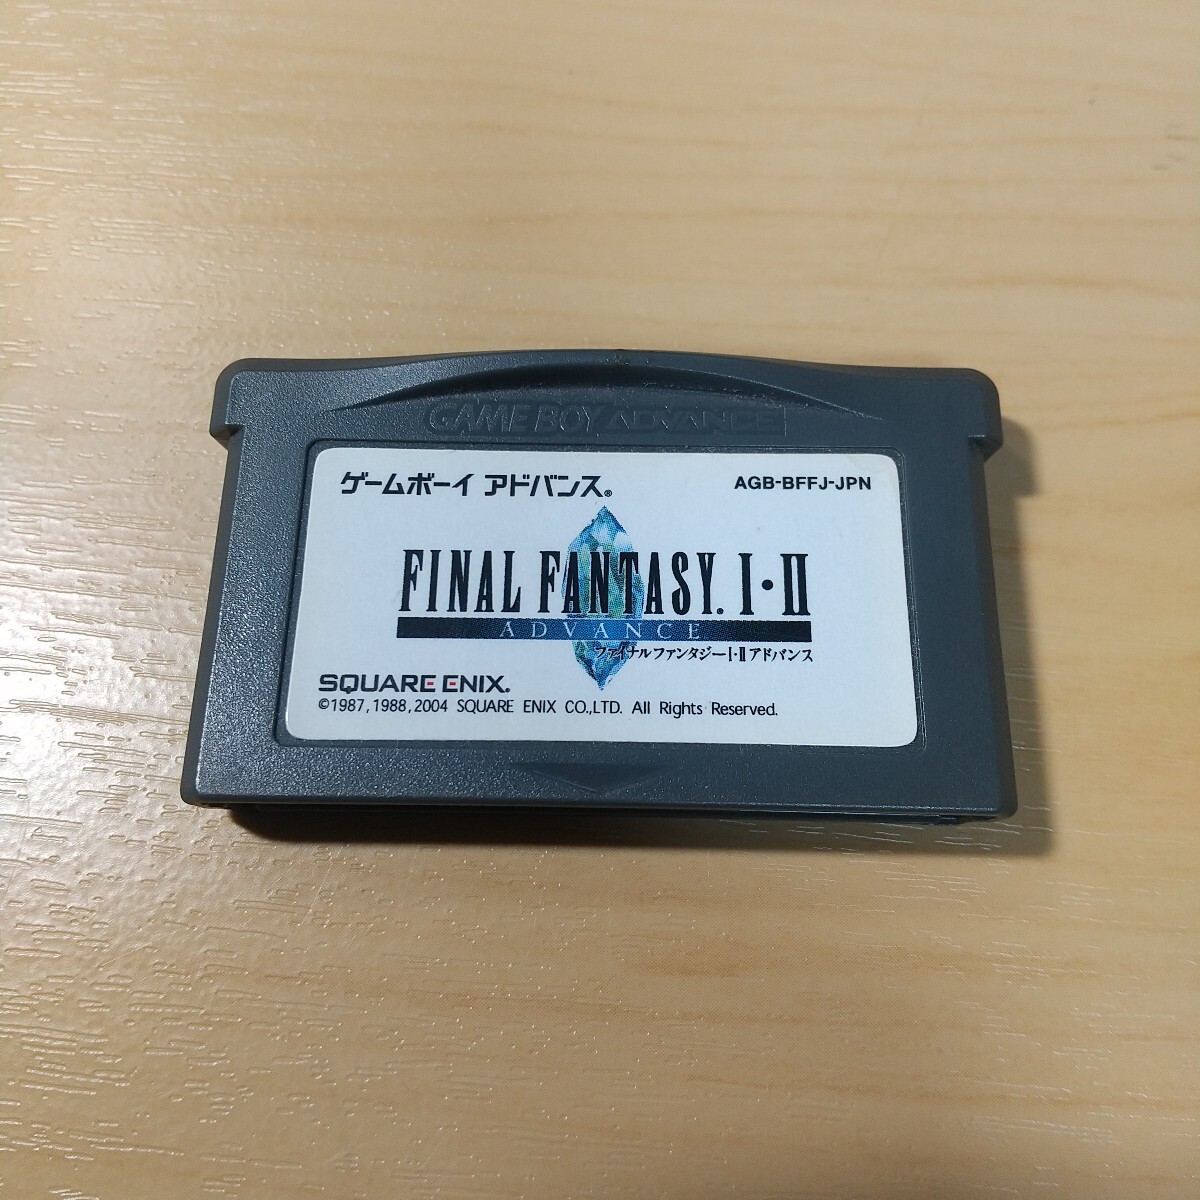 GAME BOY ADVANCE
ゲームボーイ アドバンス® AGB-BFFJ-JPN
FINAL FANTASY. I・II
ADVANCE
ファイナルファンタジーI・II アドバンス
SQUARE ENIX.
©1987, 1988, 2004 SQUARE ENIX CO.,LTD. All Rights Reserved.